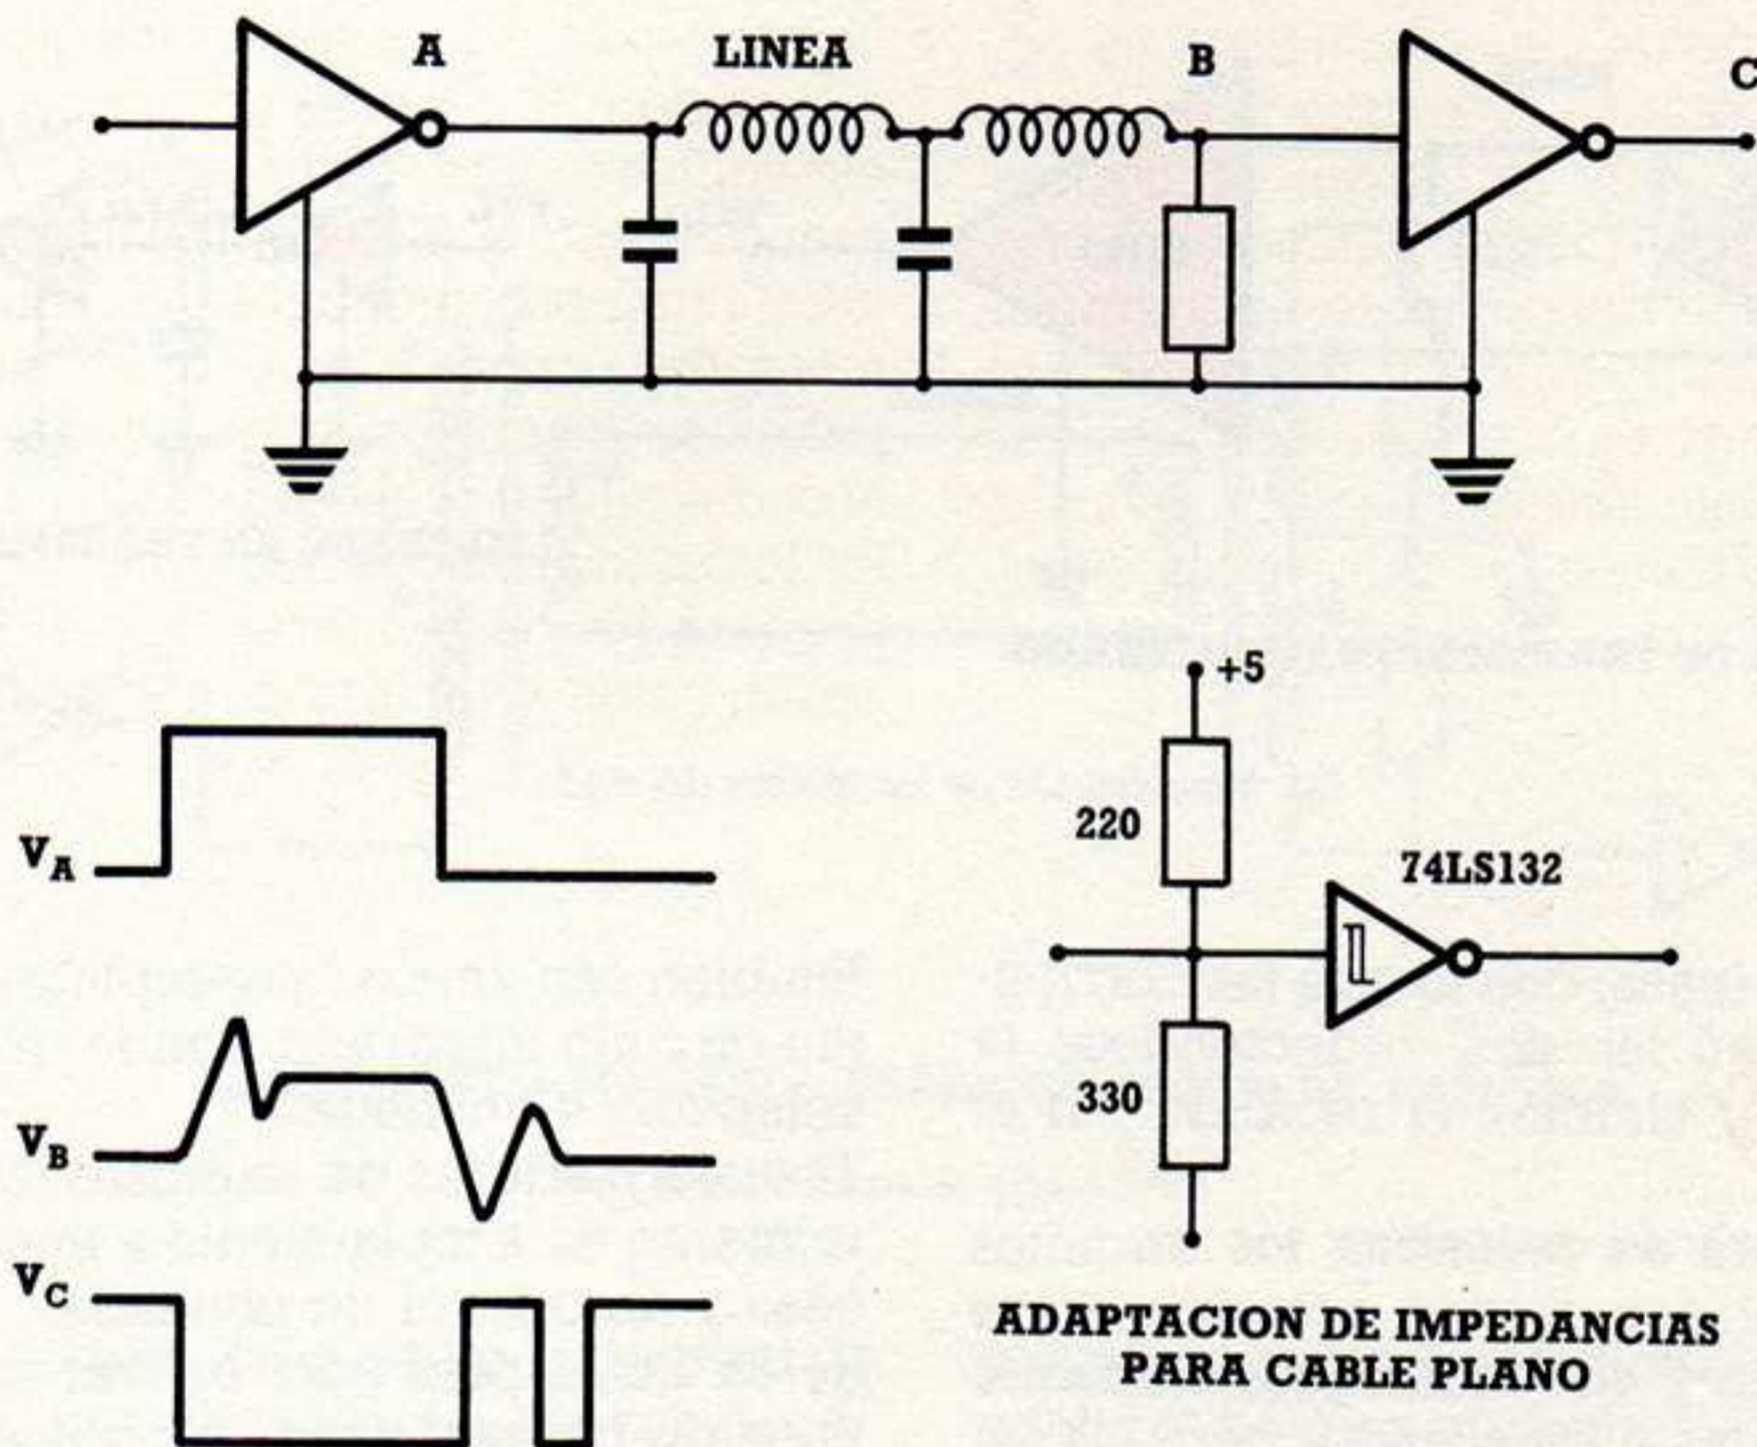 A
LINEA
B
C
+5
220
74LS132
330
V_A
V_B
V_C
ADAPTACION DE IMPEDANCIAS
PARA CABLE PLANO